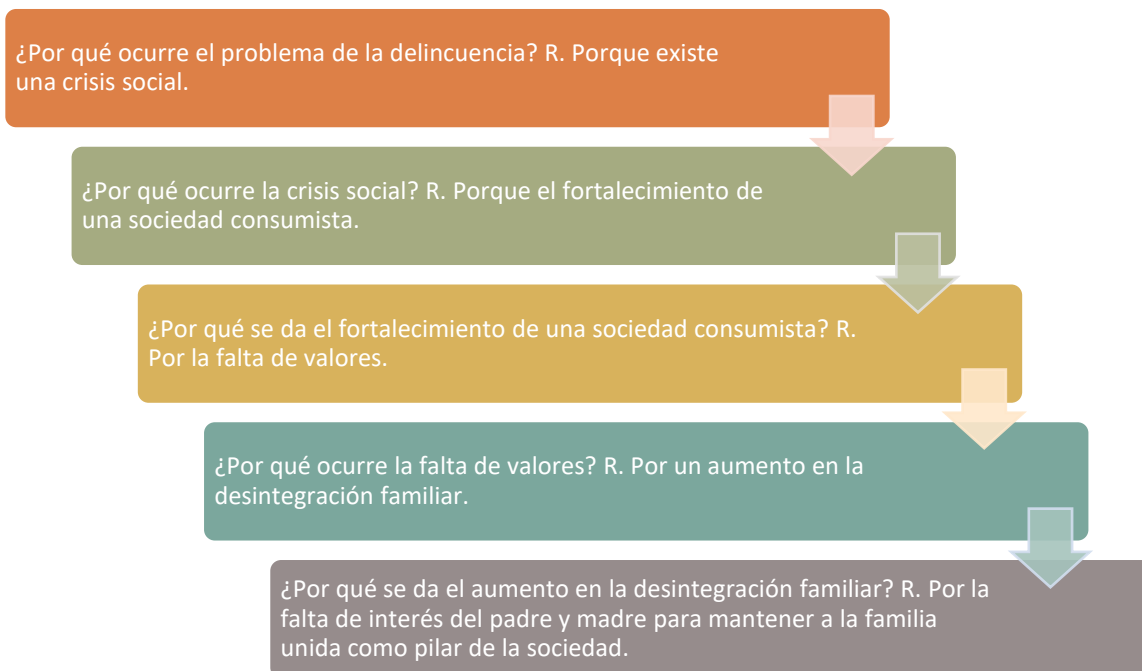 ¿Por qué ocurre el problema de la delincuencia? R. Porque existe
una crisis social.
¿Por qué ocurre la crisis social? R. Porque el fortalecimiento de
una sociedad consumista.
¿Por qué se da el fortalecimiento de una sociedad consumista? R.
Por la falta de valores.
¿Por qué ocurre la falta de valores? R. Por un aumento en la
desintegración familiar.
¿Por qué se da el aumento en la desintegración familiar? R. Por la
falta de interés del padre y madre para mantener a la familia
unida como pilar de la sociedad.